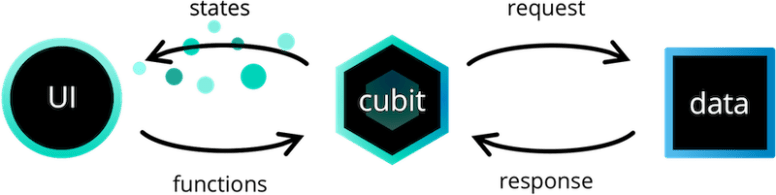 states
request
UI
cubit
data
functions
response